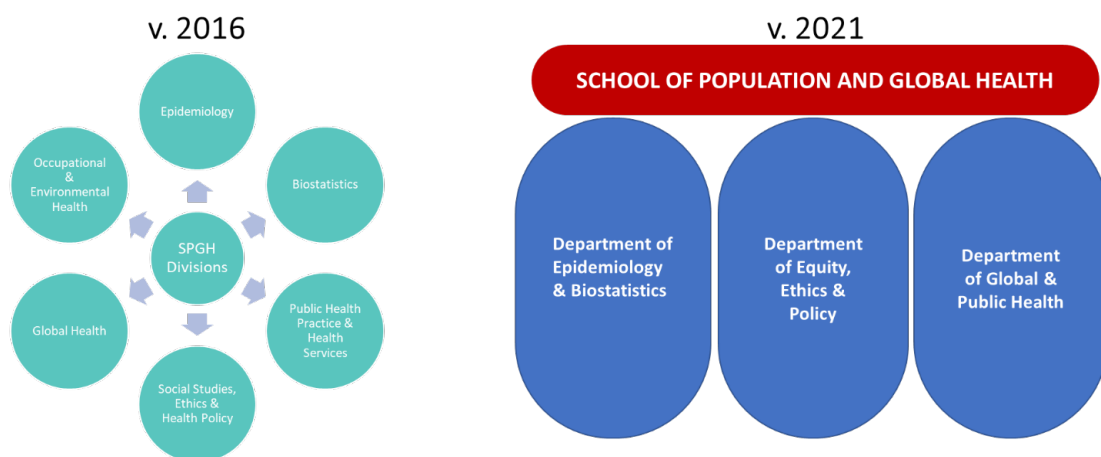 v. 2016
Epidemiology
Occupational
&
Environmental
Health
Biostatistics
SPGH
Divisions
Global Health
Public Health
Practice &
Health
Services
Social Studies,
Ethics &
Health Policy
v. 2021
SCHOOL OF POPULATION AND GLOBAL HEALTH
Department of
Epidemiology
& Biostatistics
Department
of Equity,
Ethics &
Policy
Department
of Global &
Public Health